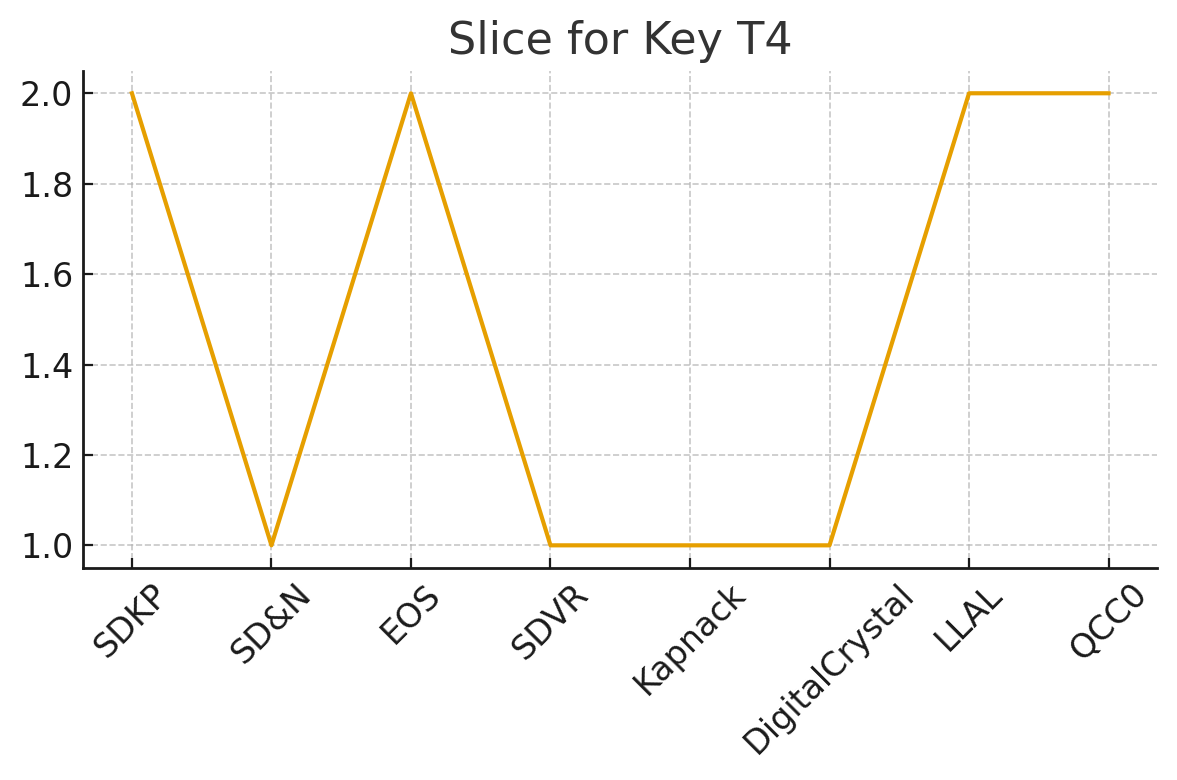 Slice for Key T4
2.0
1.8
1.6
1.4
1.2
1.0
SDKP
SD&N
EOS
SDVR
Kapnack
DigitalCrystal
LLAL
QCC0